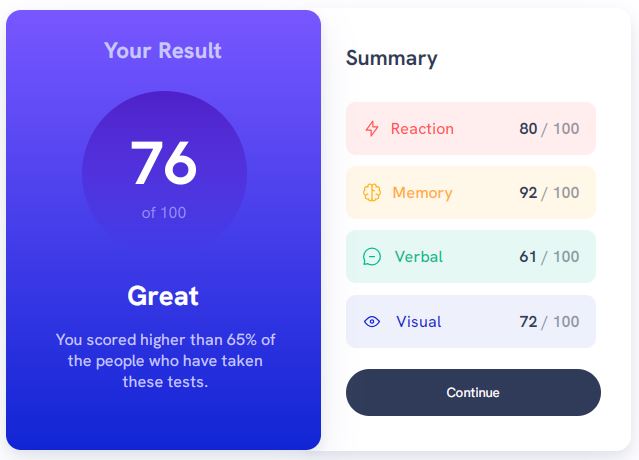 Your Result
76
of 100
Great
You scored higher than 65% of
the people who have taken
these tests.
Summary
Reaction 80 / 100
Memory 92 / 100
Verbal 61 / 100
Visual 72 / 100
Continue